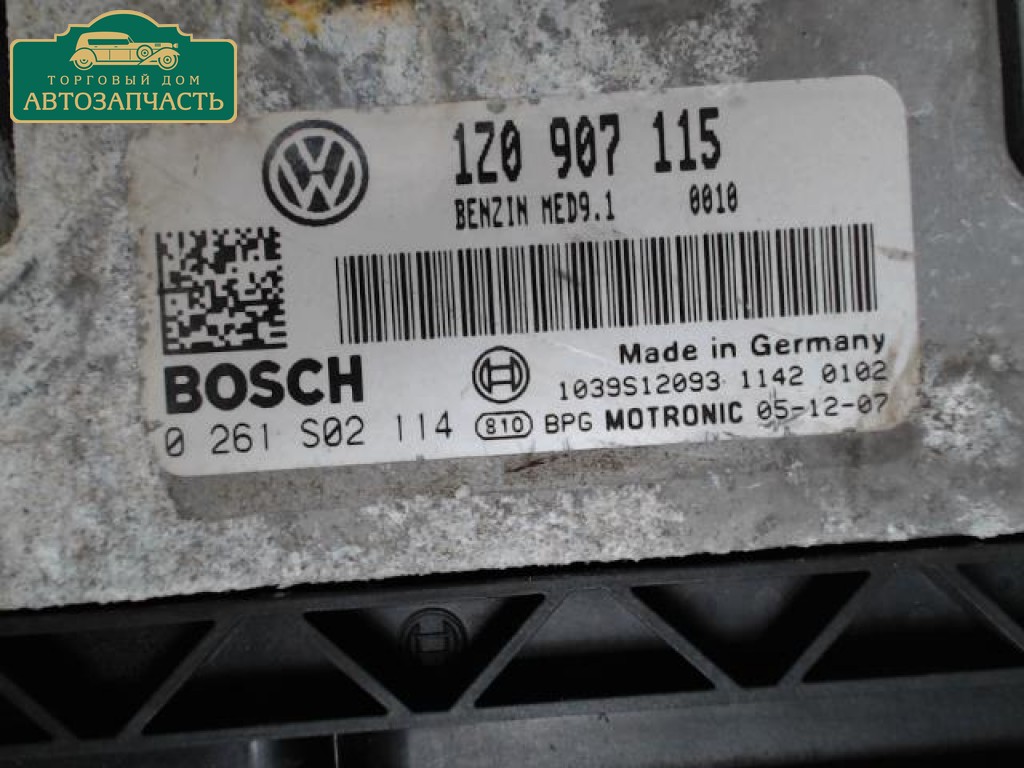 ТОРГОВЫЙ ДОМ
АВТОЗАПЧАСТЬ
1Z0 907 115
BENZIN MED9.1 0010
BOSCH
Made in Germany
1039S12093 1142 0102
0 261 S02 114 810 BPG MOTRONIC 05-12-07